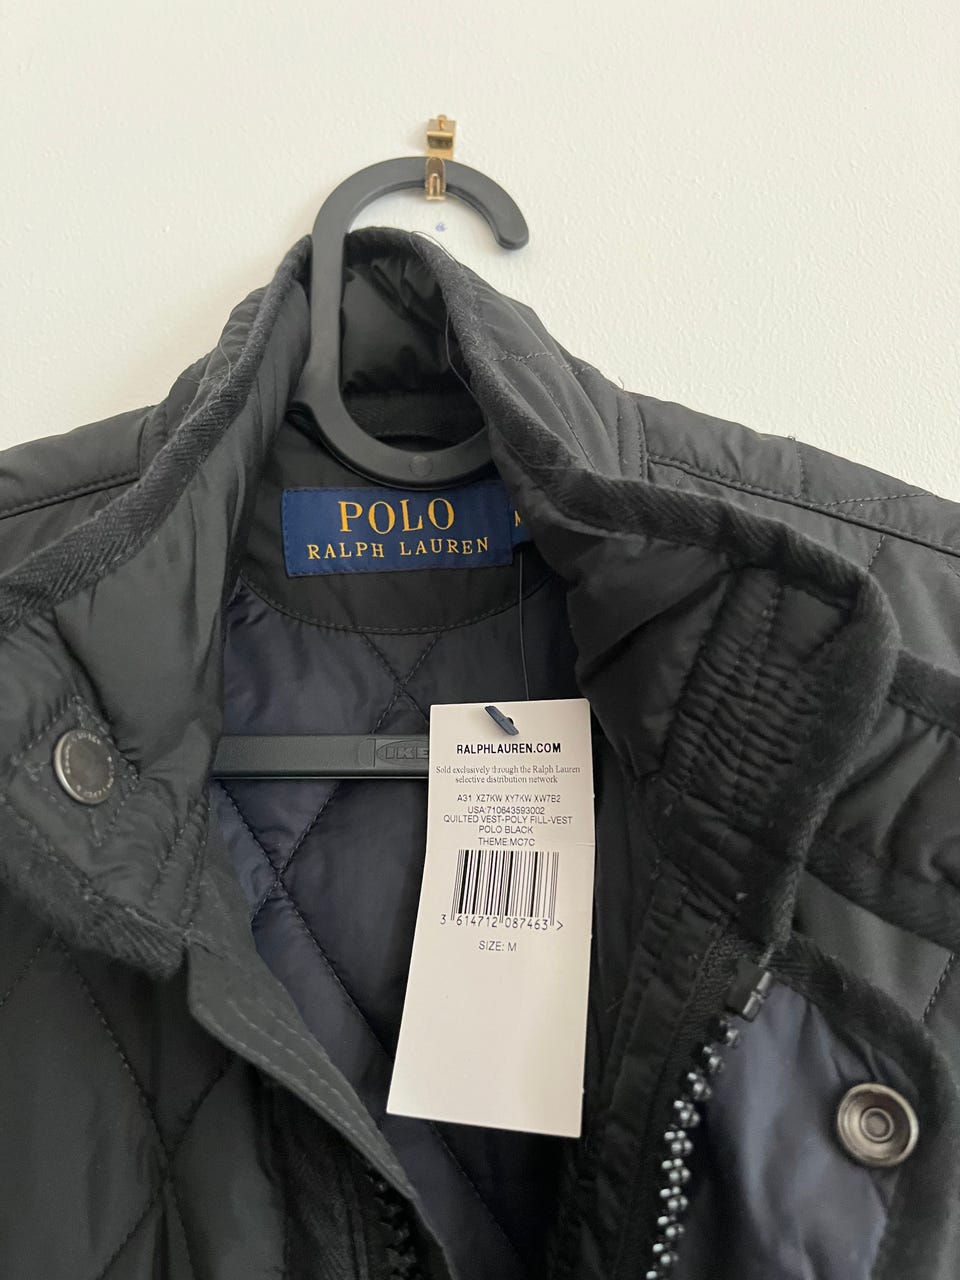 POLO
RALPH LAUREN
M
IKE
RALPHLAUREN.COM
Sold exclusively through the Ralph Lauren
selective distribution network
A31 XZ7KW XY7KW XW7B2
USA:710643593002
QUILTED VEST-POLY FILL-VEST
POLO BLACK
THEME:MC7C
3 614712 087463 >
SIZE: M